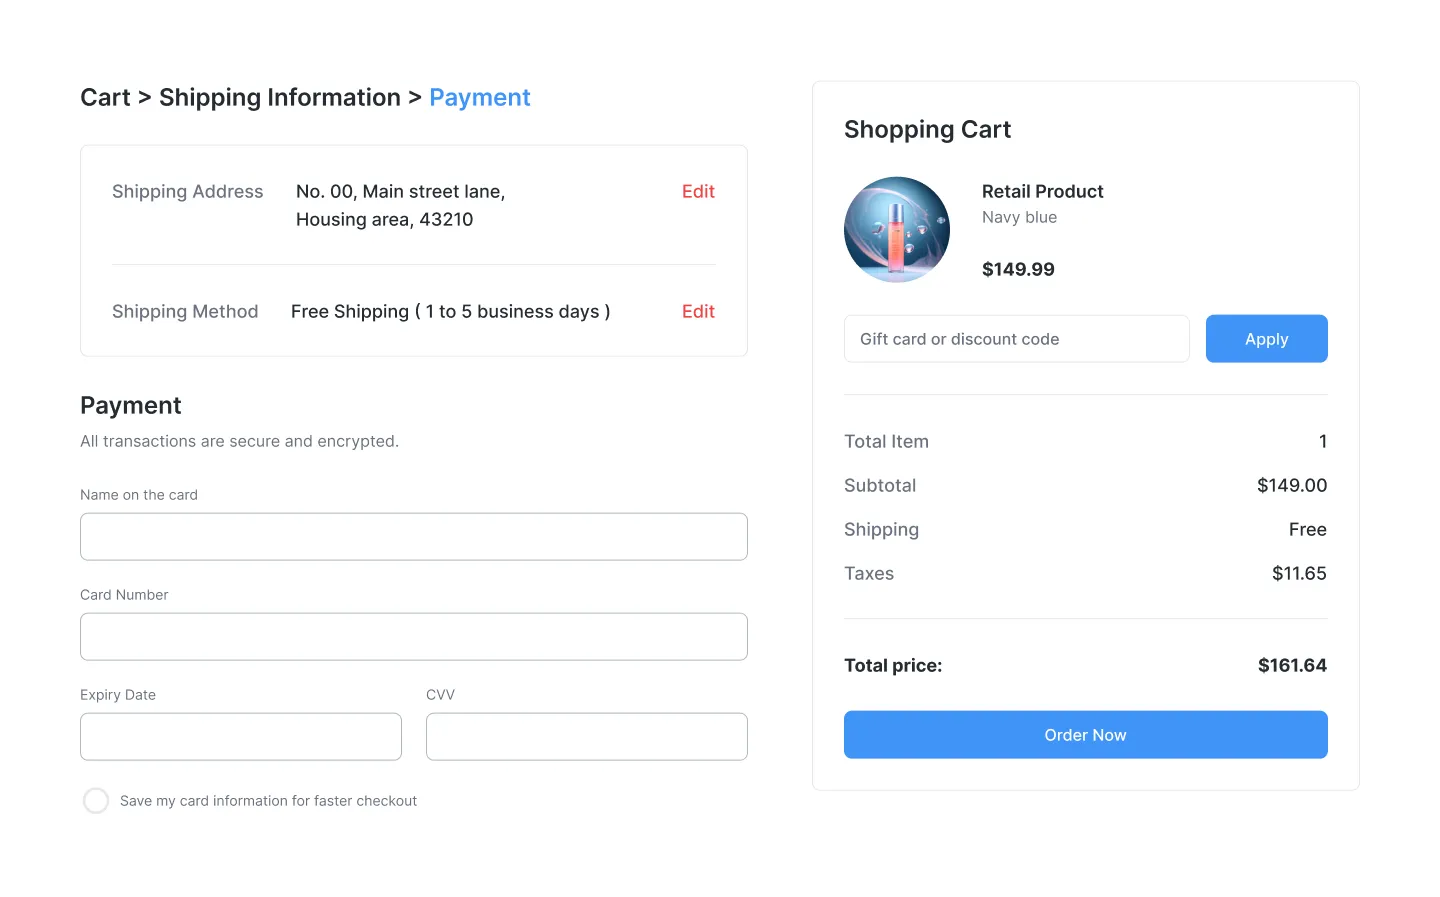 Cart > Shipping Information > Payment
Shipping Address
No. 00, Main street lane,
Housing area, 43210
Edit
Shipping Method
Free Shipping ( 1 to 5 business days )
Edit
Payment
All transactions are secure and encrypted.
Name on the card
Card Number
Expiry Date
CVV
Save my card information for faster checkout
Shopping Cart
Retail Product
Navy blue
$149.99
Gift card or discount code
Apply
Total Item 1
Subtotal $149.00
Shipping Free
Taxes $11.65
Total price: $161.64
Order Now